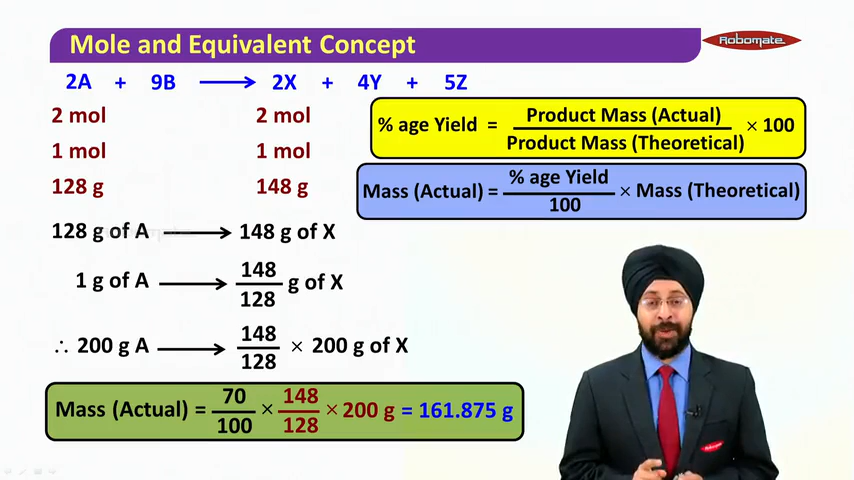 Mole and Equivalent Concept
Robomate
2A + 9B ⟶ 2X + 4Y + 5Z
2 mol 2 mol
1 mol 1 mol
128 g 148 g
% age Yield = Product Mass (Actual) / Product Mass (Theoretical) × 100
Mass (Actual) = % age Yield / 100 × Mass (Theoretical)
128 g of A ⟶ 148 g of X
1 g of A ⟶ 148/128 g of X
∴ 200 g A ⟶ 148/128 × 200 g of X
Mass (Actual) = 70/100 × 148/128 × 200 g = 161.875 g